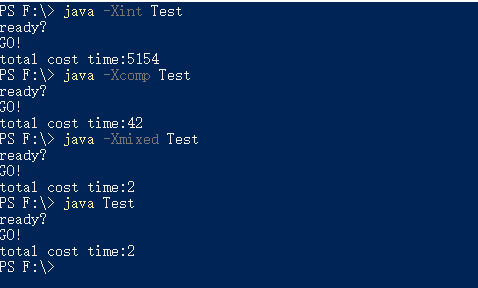 PS F:\> java -Xint Test
ready?
GO!
total cost time:5154
PS F:\> java -Xcomp Test
ready?
GO!
total cost time:42
PS F:\> java -Xmixed Test
ready?
GO!
total cost time:2
PS F:\> java Test
ready?
GO!
total cost time:2
PS F:\>